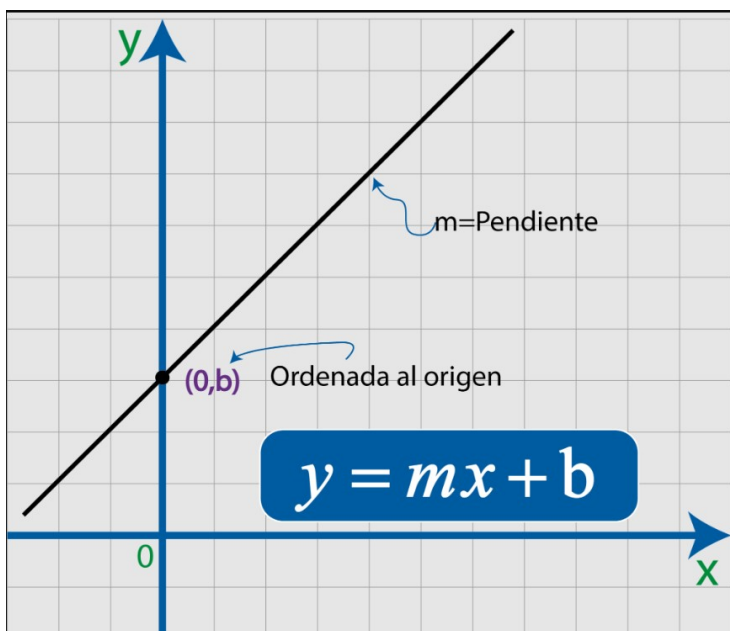 y
m=Pendiente
(0,b)
Ordenada al origen
y = mx + b
0
x